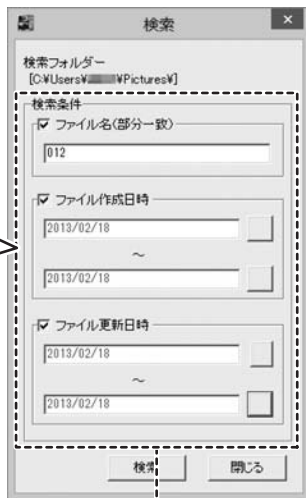 検索
検索フォルダー
[C:¥Users¥ ¥Pictures¥]
検索条件
ファイル名(部分一致)
012
ファイル作成日時
2013/02/18
～
2013/02/18
ファイル更新日時
2013/02/18
～
2013/02/18
検索
閉じる